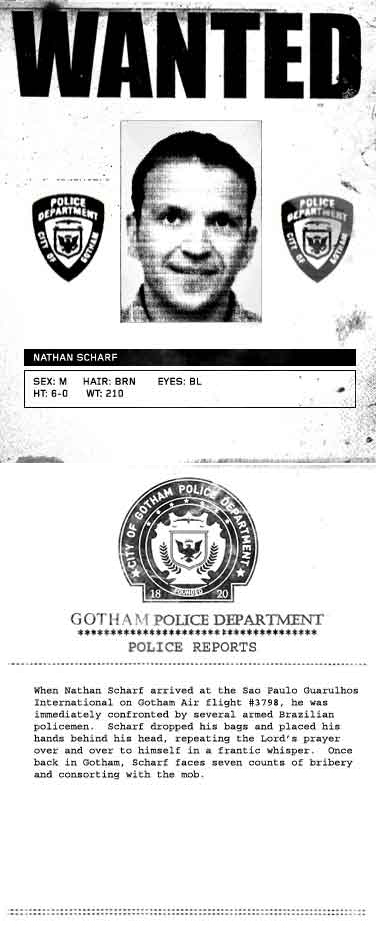 WANTED
POLICE
DEPARTMENT
CITY OF GOTHAM
POLICE
DEPARTMENT
CITY OF GOTHAM
NATHAN SCHARF
SEX: M HAIR: BRN EYES: BL
HT: 6-0 WT: 210
CITY OF GOTHAM POLICE DEPARTMENT
FOUNDED
18 20
GOTHAM POLICE DEPARTMENT
************************************
POLICE REPORTS
When Nathan Scharf arrived at the Sao Paulo Guarulhos
International on Gotham Air flight #3798, he was
immediately confronted by several armed Brazilian
policemen. Scharf dropped his bags and placed his
hands behind his head, repeating the Lord's prayer
over and over to himself in a frantic whisper. Once
back in Gotham, Scharf faces seven counts of bribery
and consorting with the mob.